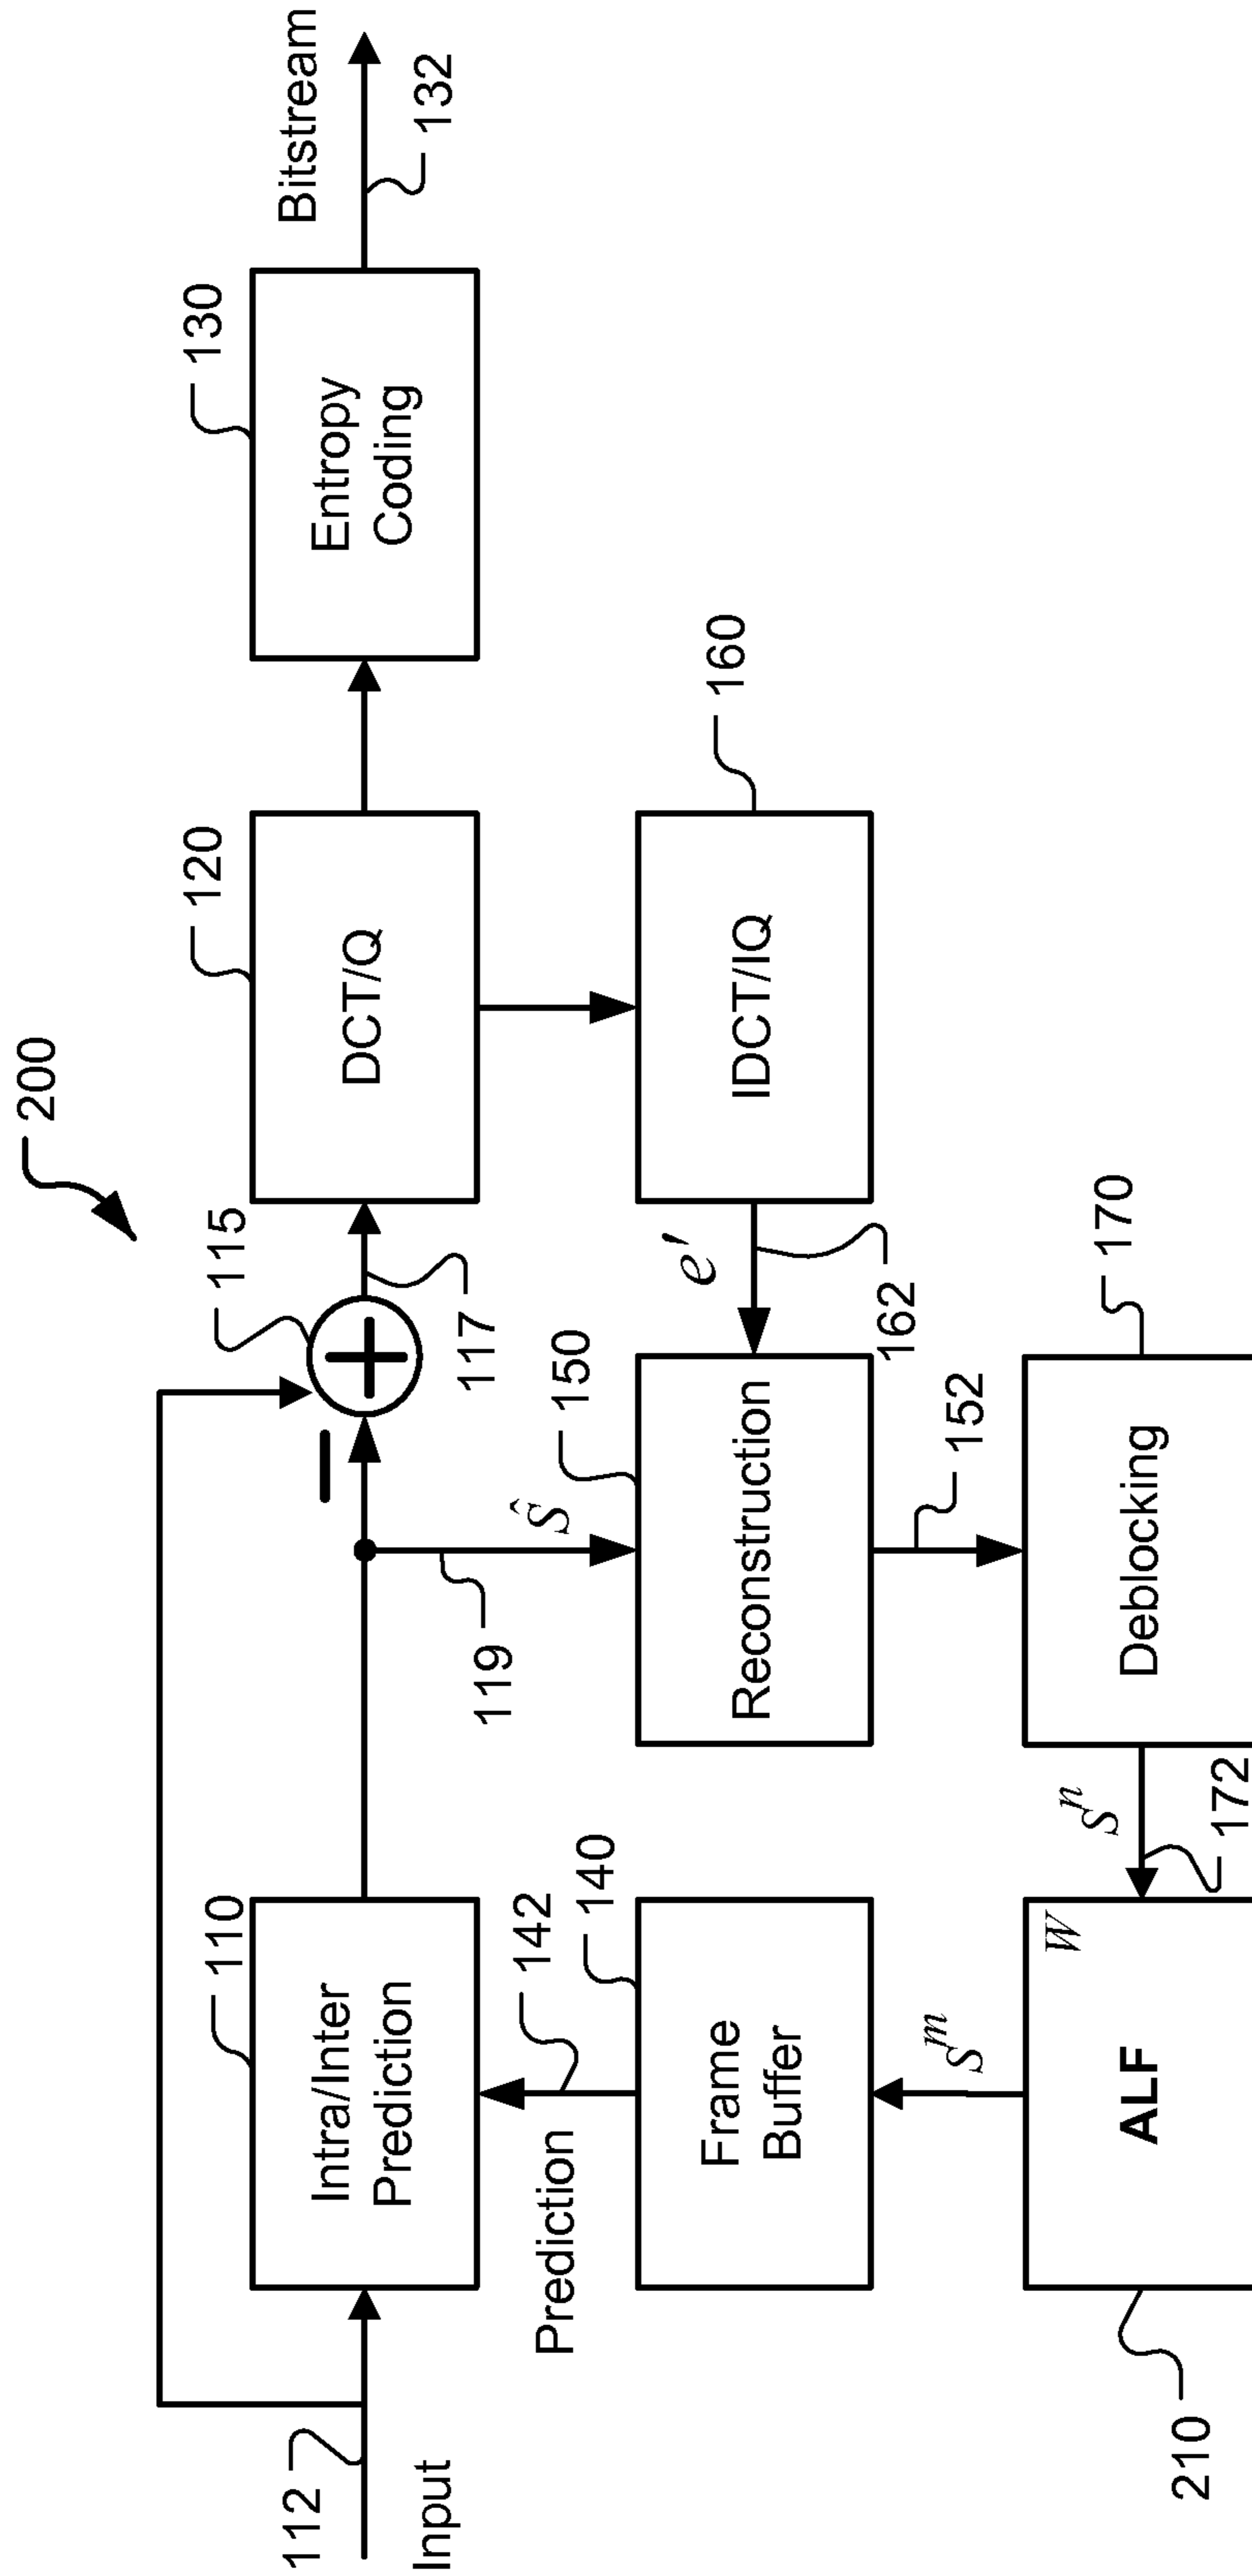 200
112
Input
110
Intra/Inter
Prediction
115
117
120
DCT/Q
130
Entropy
Coding
Bitstream
132
119
ŝ
142
Prediction
140
Frame
Buffer
150
Reconstruction
e'
162
160
IDCT/IQ
152
s^m
210
ALF
W
s^n
172
170
Deblocking